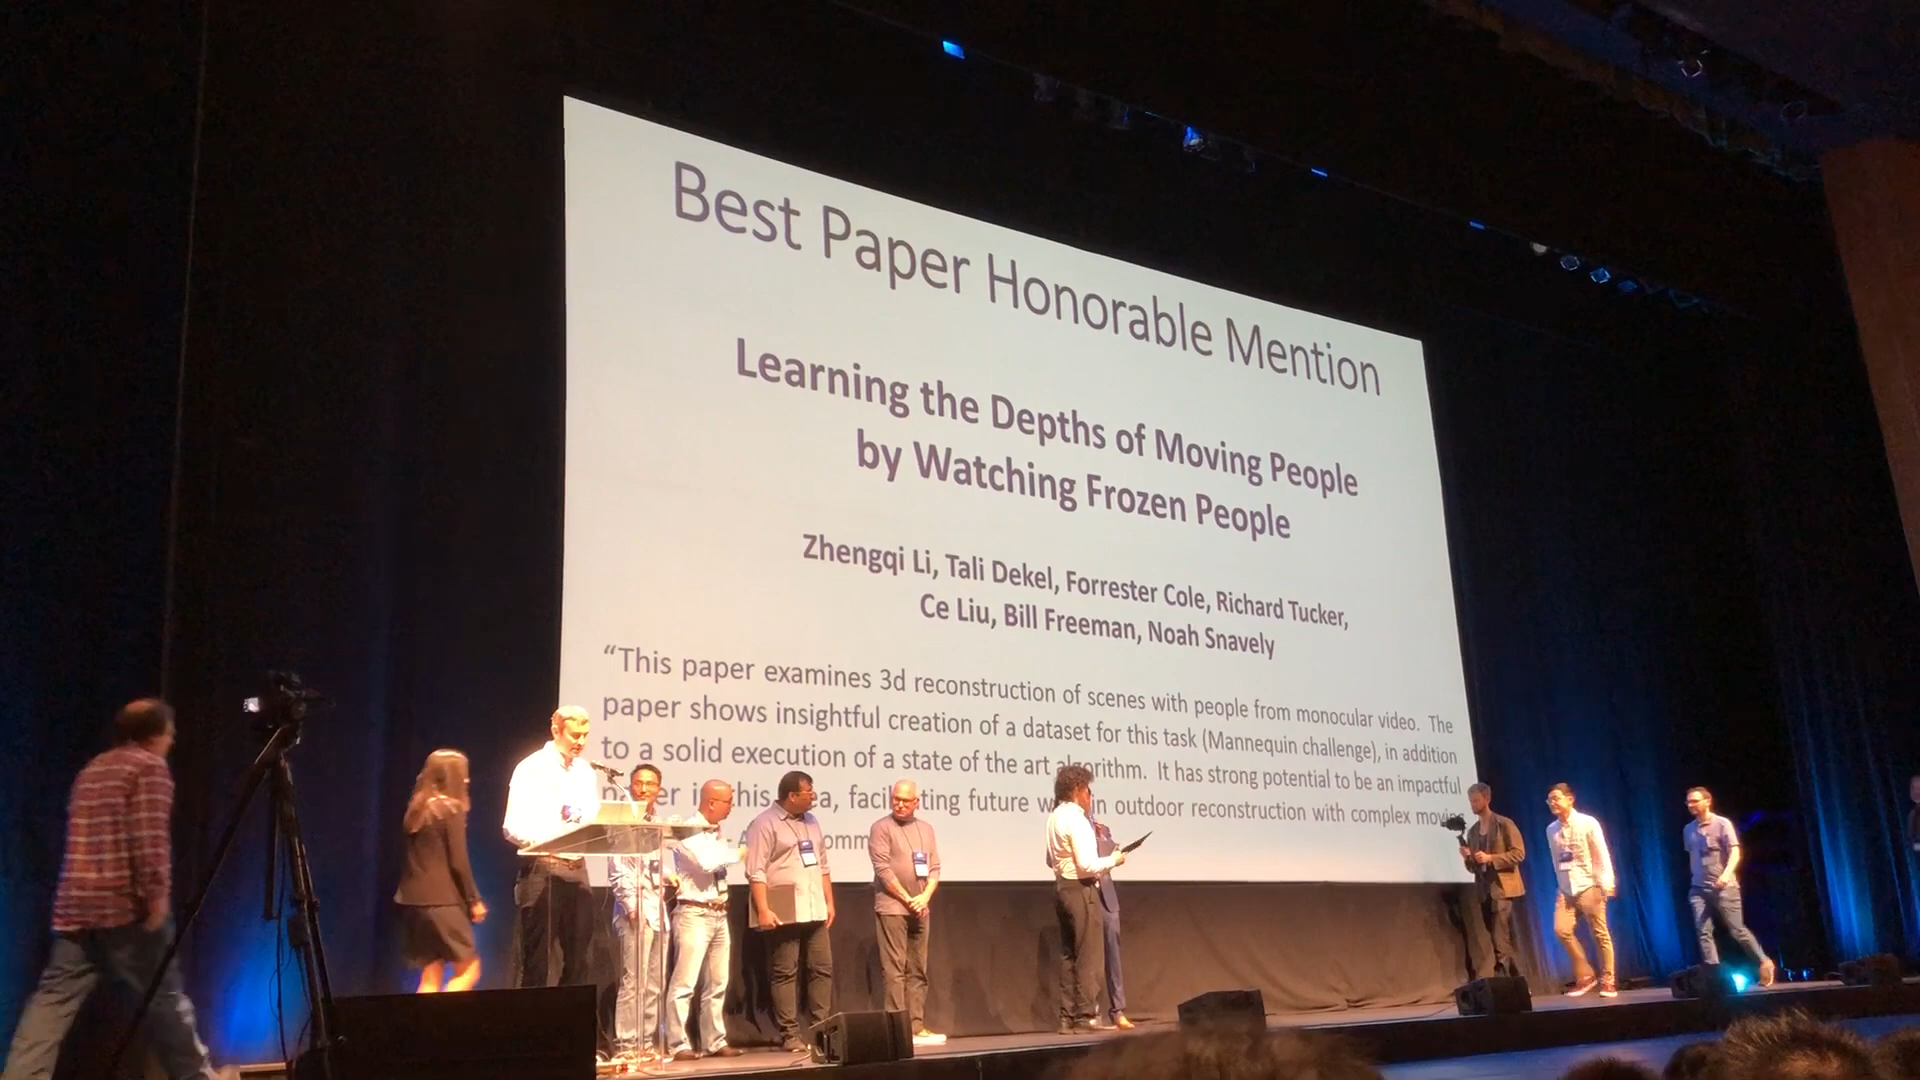 Best Paper Honorable Mention
Learning the Depths of Moving People
by Watching Frozen People
Zhengqi Li, Tali Dekel, Forrester Cole, Richard Tucker,
Ce Liu, Bill Freeman, Noah Snavely
“This paper examines 3d reconstruction of scenes with people from monocular video. The
paper shows insightful creation of a dataset for this task (Mannequin challenge), in addition
to a solid execution of a state of the art algorithm. It has strong potential to be an impactful
in outdoor reconstruction with complex